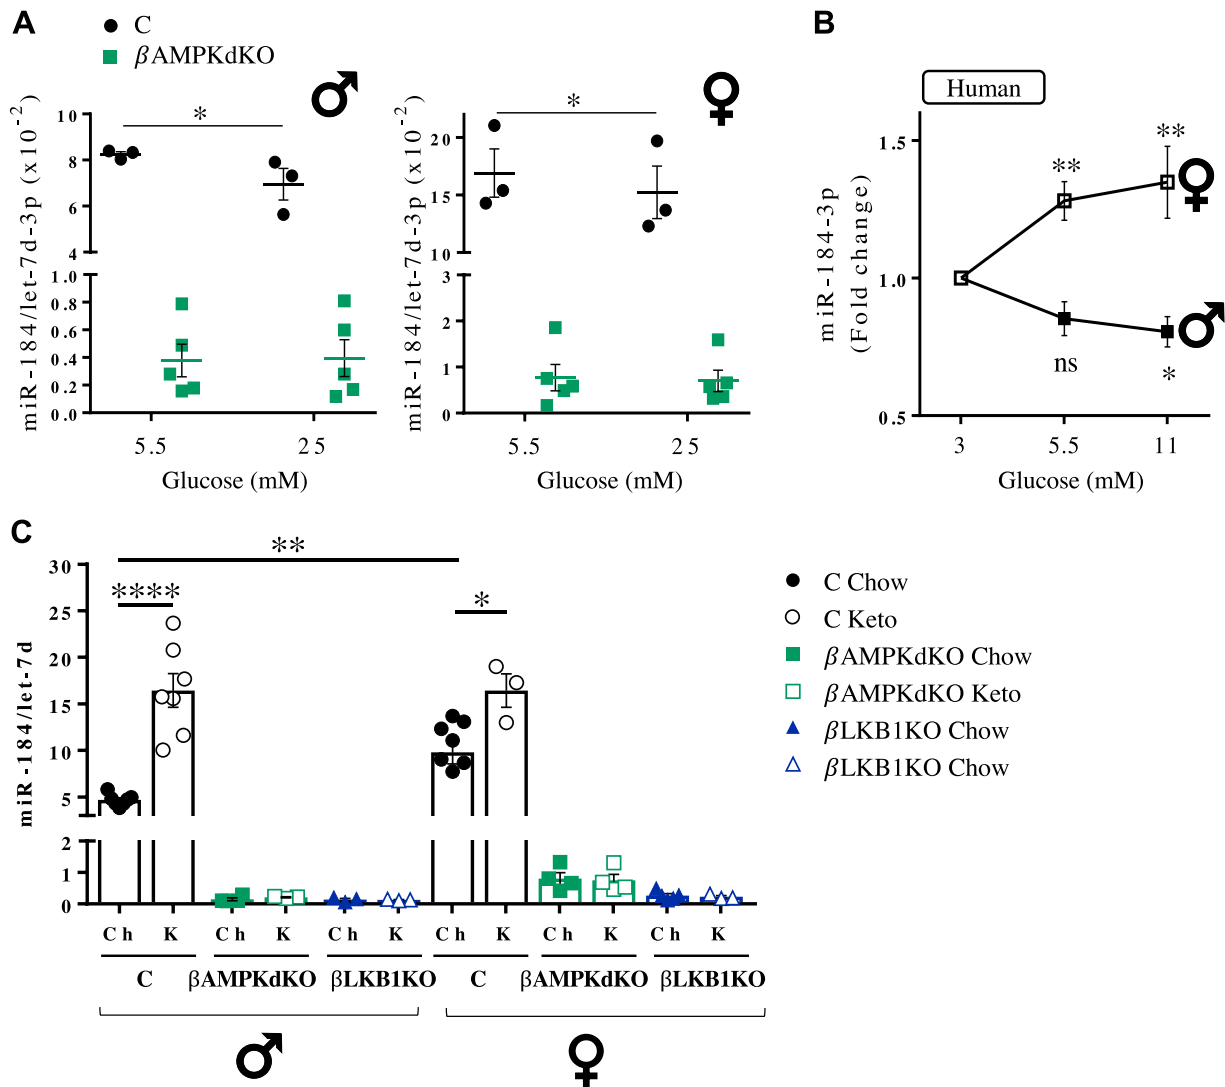 A
C
βAMPKdKO
♂
♀
miR-184/let-7d-3p (x10-2)
10
8
6
4
1.0
0.8
0.6
0.4
0.2
0.0
*
5.5 25
Glucose (mM)
miR-184/let-7d-3p (x10-2)
20
15
10
3
2
1
0
*
5.5 25
Glucose (mM)
B
Human
miR-184-3p
(Fold change)
1.5
1.0
0.5
**
**
♀
♂
ns
*
3 5.5 11
Glucose (mM)
C
miR-184/let-7d
30
25
20
15
10
5
2
1
0
**
****
*
Ch K Ch K Ch K Ch K Ch K Ch K
C βAMPKdKO βLKB1KO C βAMPKdKO βLKB1KO
♂ ♀
C Chow
C Keto
βAMPKdKO Chow
βAMPKdKO Keto
βLKB1KO Chow
βLKB1KO Chow